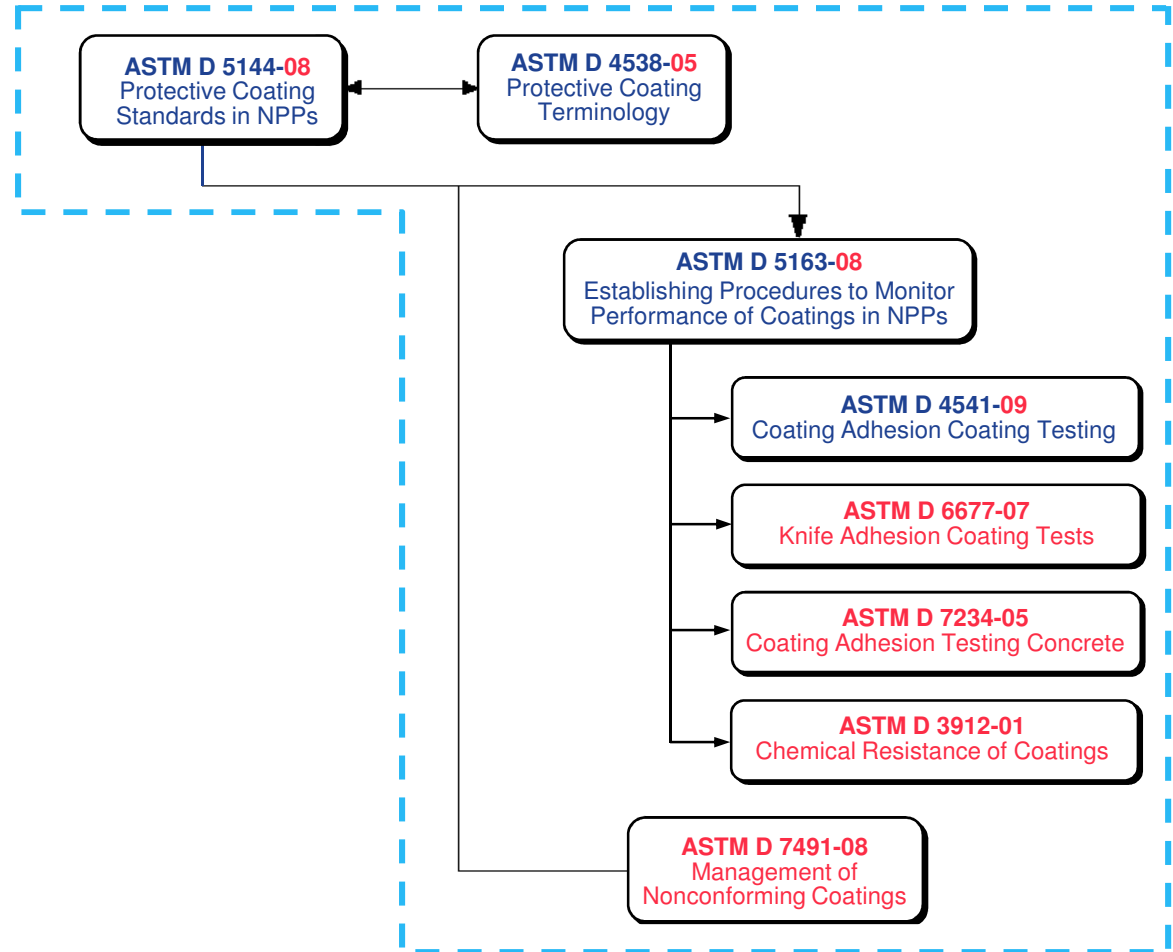 ASTM D 5144-08
Protective Coating
Standards in NPPs
ASTM D 4538-05
Protective Coating
Terminology
ASTM D 5163-08
Establishing Procedures to Monitor
Performance of Coatings in NPPs
ASTM D 4541-09
Coating Adhesion Coating Testing
ASTM D 6677-07
Knife Adhesion Coating Tests
ASTM D 7234-05
Coating Adhesion Testing Concrete
ASTM D 3912-01
Chemical Resistance of Coatings
ASTM D 7491-08
Management of
Nonconforming Coatings